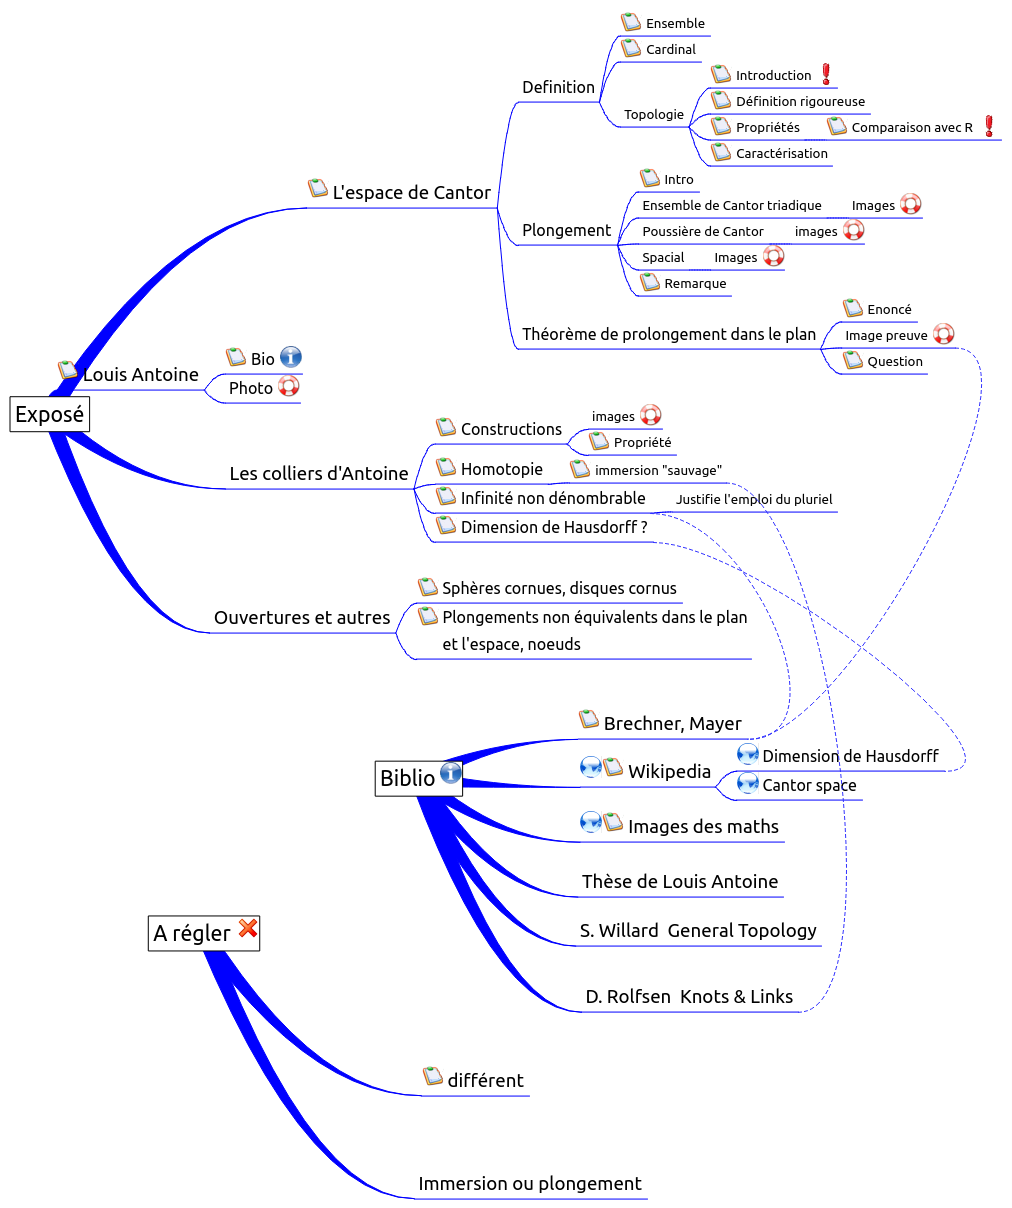 Exposé
L'espace de Cantor
Definition
Ensemble
Cardinal
Topologie
Introduction
Définition rigoureuse
Propriétés
Comparaison avec R
Caractérisation
Plongement
Intro
Ensemble de Cantor triadique
Images
Poussière de Cantor
images
Spacial
Images
Remarque
Théorème de prolongement dans le plan
Enoncé
Image preuve
Question
Louis Antoine
Bio
Photo
Les colliers d'Antoine
Constructions
images
Propriété
Homotopie
immersion "sauvage"
Infinité non dénombrable
Justifie l'emploi du pluriel
Dimension de Hausdorff ?
Ouvertures et autres
Sphères cornues, disques cornus
Plongements non équivalents dans le plan
et l'espace, noeuds
Biblio
Brechner, Mayer
Wikipedia
Dimension de Hausdorff
Cantor space
Images des maths
Thèse de Louis Antoine
S. Willard  General Topology
D. Rolfsen  Knots & Links
A régler
différent
Immersion ou plongement